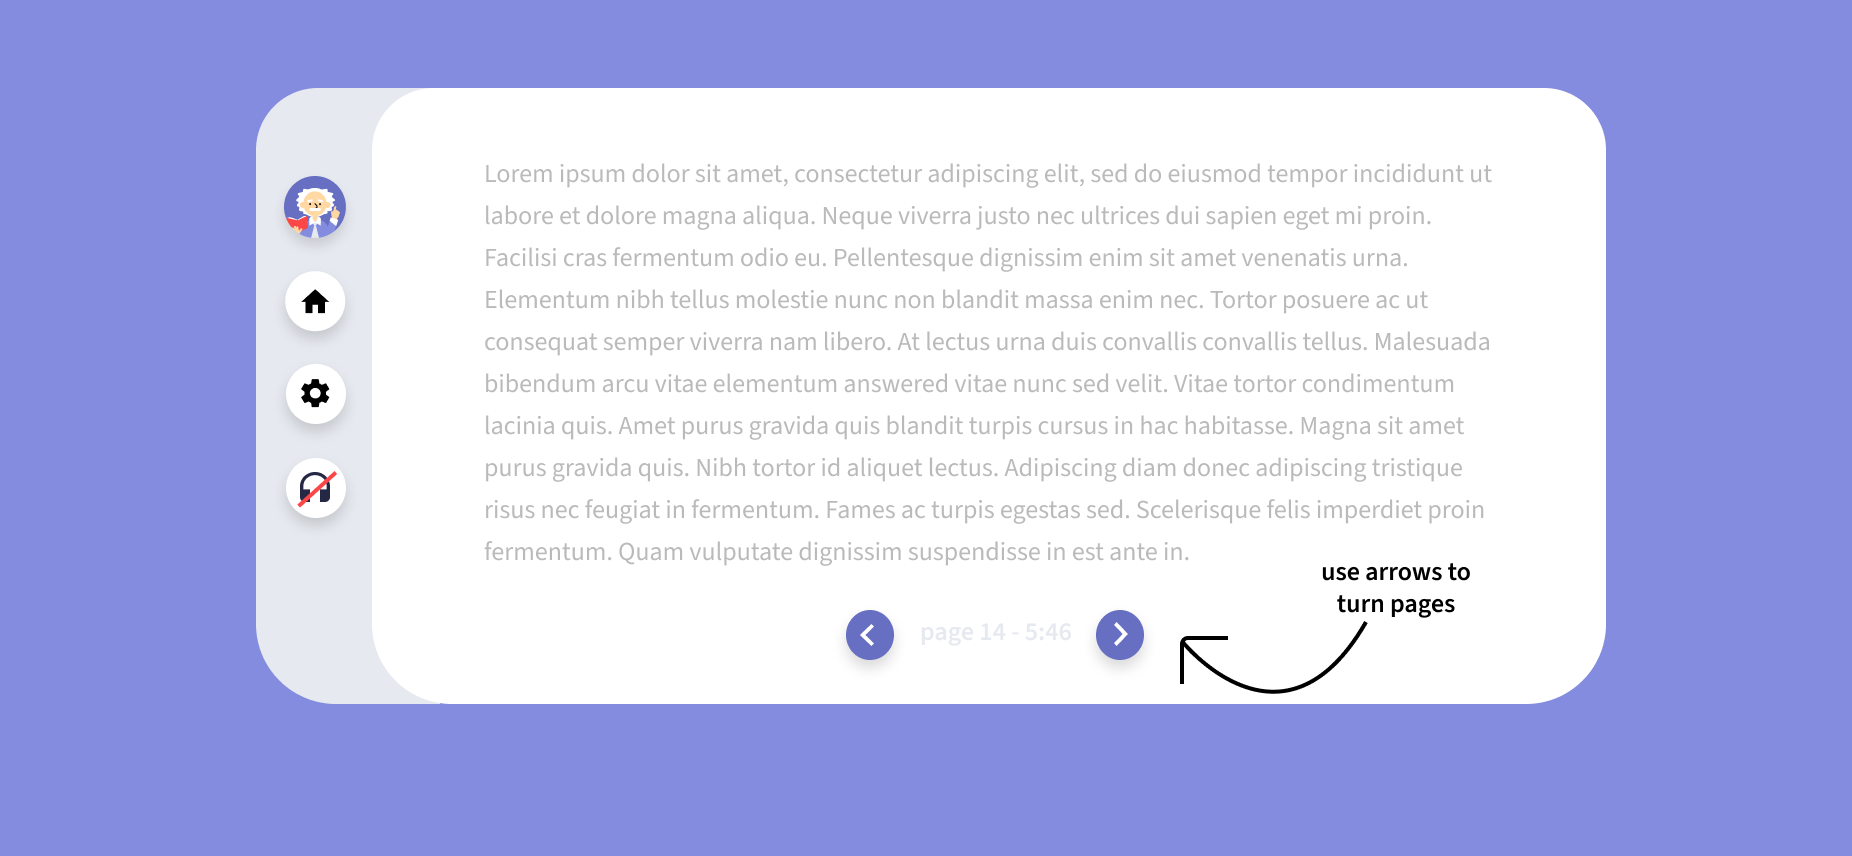 Lorem ipsum dolor sit amet, consectetur adipiscing elit, sed do eiusmod tempor incididunt ut
labore et dolore magna aliqua. Neque viverra justo nec ultrices dui sapien eget mi proin.
Facilisi cras fermentum odio eu. Pellentesque dignissim enim sit amet venenatis urna.
Elementum nibh tellus molestie nunc non blandit massa enim nec. Tortor posuere ac ut
consequat semper viverra nam libero. At lectus urna duis convallis convallis tellus. Malesuada
bibendum arcu vitae elementum answered vitae nunc sed velit. Vitae tortor condimentum
lacinia quis. Amet purus gravida quis blandit turpis cursus in hac habitasse. Magna sit amet
purus gravida quis. Nibh tortor id aliquet lectus. Adipiscing diam donec adipiscing tristique
risus nec feugiat in fermentum. Fames ac turpis egestas sed. Scelerisque felis imperdiet proin
fermentum. Quam vulputate dignissim suspendisse in est ante in.
use arrows to
turn pages
page 14 - 5:46